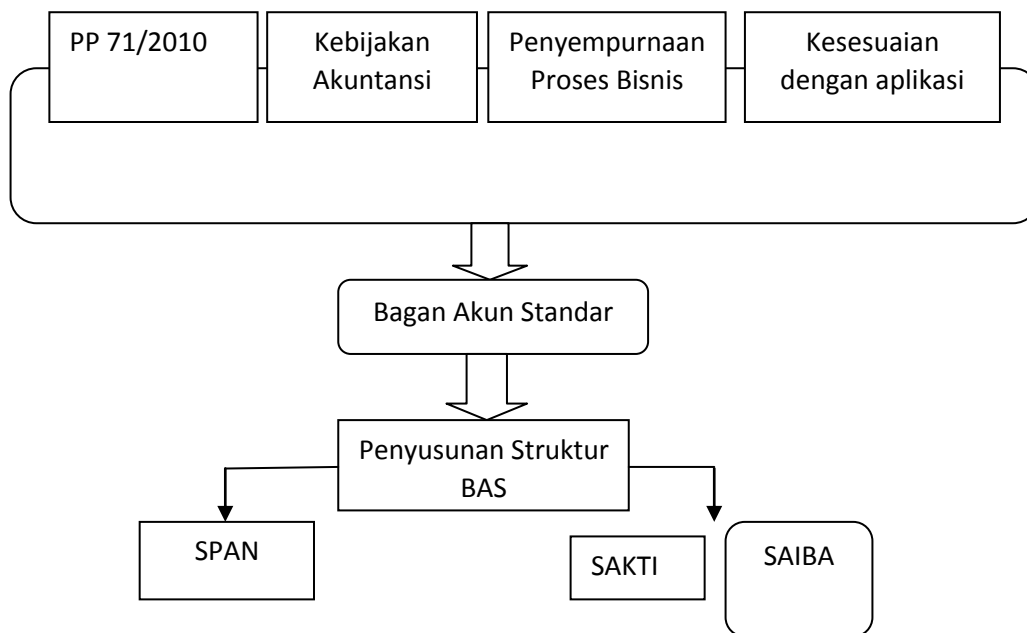 PP 71/2010
Kebijakan
Akuntansi
Penyempurnaan
Proses Bisnis
Kesesuaian
dengan aplikasi
Bagan Akun Standar
Penyusunan Struktur
BAS
SPAN
SAKTI
SAIBA